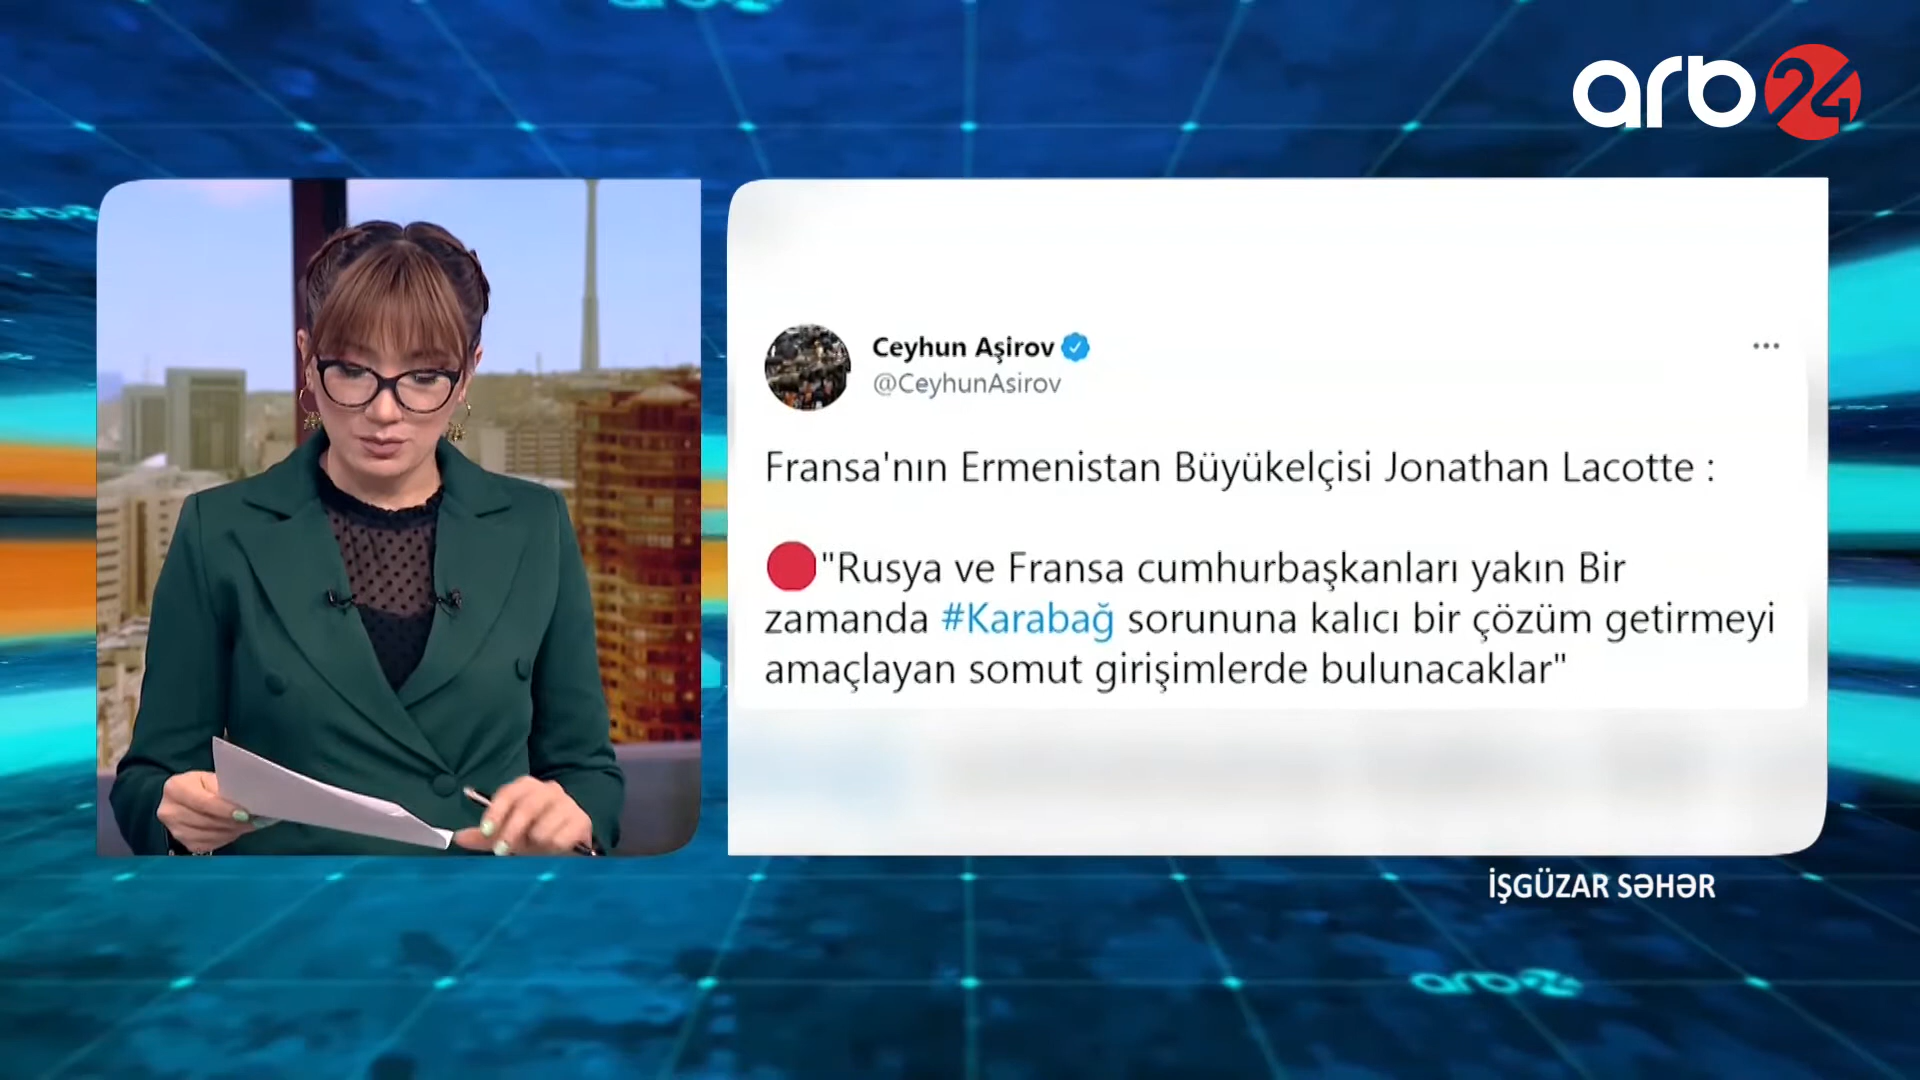 arb24
Ceyhun Aşirov
@CeyhunAsirov
Fransa'nın Ermenistan Büyükelçisi Jonathan Lacotte :
"Rusya ve Fransa cumhurbaşkanları yakın Bir
zamanda #Karabağ sorununa kalıcı bir çözüm getirmeyi
amaçlayan somut girişimlerde bulunacaklar"
İŞGÜZAR SƏHƏR
arb24